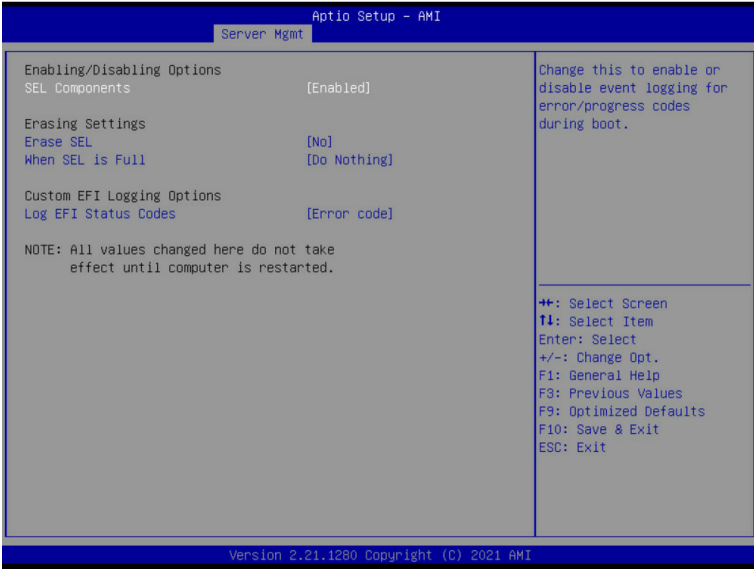 Aptio Setup - AMI
Server Mgmt
Enabling/Disabling Options
SEL Components [Enabled]
Erasing Settings
Erase SEL [No]
When SEL is Full [Do Nothing]
Custom EFI Logging Options
Log EFI Status Codes [Error code]
NOTE: All values changed here do not take
effect until computer is restarted.
Change this to enable or
disable event logging for
error/progress codes
during boot.
→←: Select Screen
↑↓: Select Item
Enter: Select
+/-: Change Opt.
F1: General Help
F3: Previous Values
F9: Optimized Defaults
F10: Save & Exit
ESC: Exit
Version 2.21.1280 Copyright (C) 2021 AMI